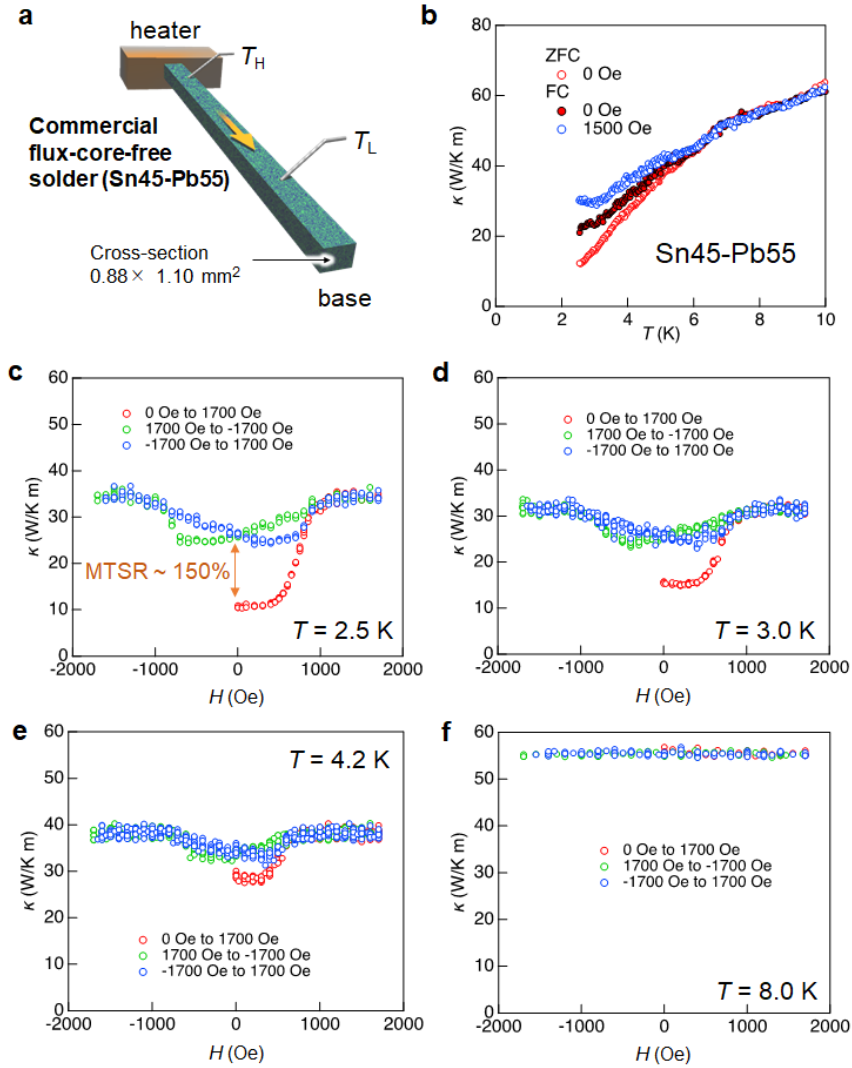 a
heater
T_H
Commercial
flux-core-free
solder (Sn45-Pb55)
T_L
Cross-section
0.88× 1.10 mm²
base
b
80
60
40
20
0
κ (W/K m)
ZFC
0 Oe
FC
0 Oe
1500 Oe
Sn45-Pb55
0 2 4 6 8 10
T (K)
c
60
50
40
30
20
10
0
κ (W/K m)
0 Oe to 1700 Oe
1700 Oe to -1700 Oe
-1700 Oe to 1700 Oe
MTSR ~ 150%
T = 2.5 K
-2000 -1000 0 1000 2000
H (Oe)
d
60
50
40
30
20
10
0
κ (W/K m)
0 Oe to 1700 Oe
1700 Oe to -1700 Oe
-1700 Oe to 1700 Oe
T = 3.0 K
-2000 -1000 0 1000 2000
H (Oe)
e
60
50
40
30
20
10
0
κ (W/K m)
T = 4.2 K
0 Oe to 1700 Oe
1700 Oe to -1700 Oe
-1700 Oe to 1700 Oe
-2000 -1000 0 1000 2000
H (Oe)
f
60
50
40
30
20
10
0
κ (W/K m)
0 Oe to 1700 Oe
1700 Oe to -1700 Oe
-1700 Oe to 1700 Oe
T = 8.0 K
-2000 -1000 0 1000 2000
H (Oe)